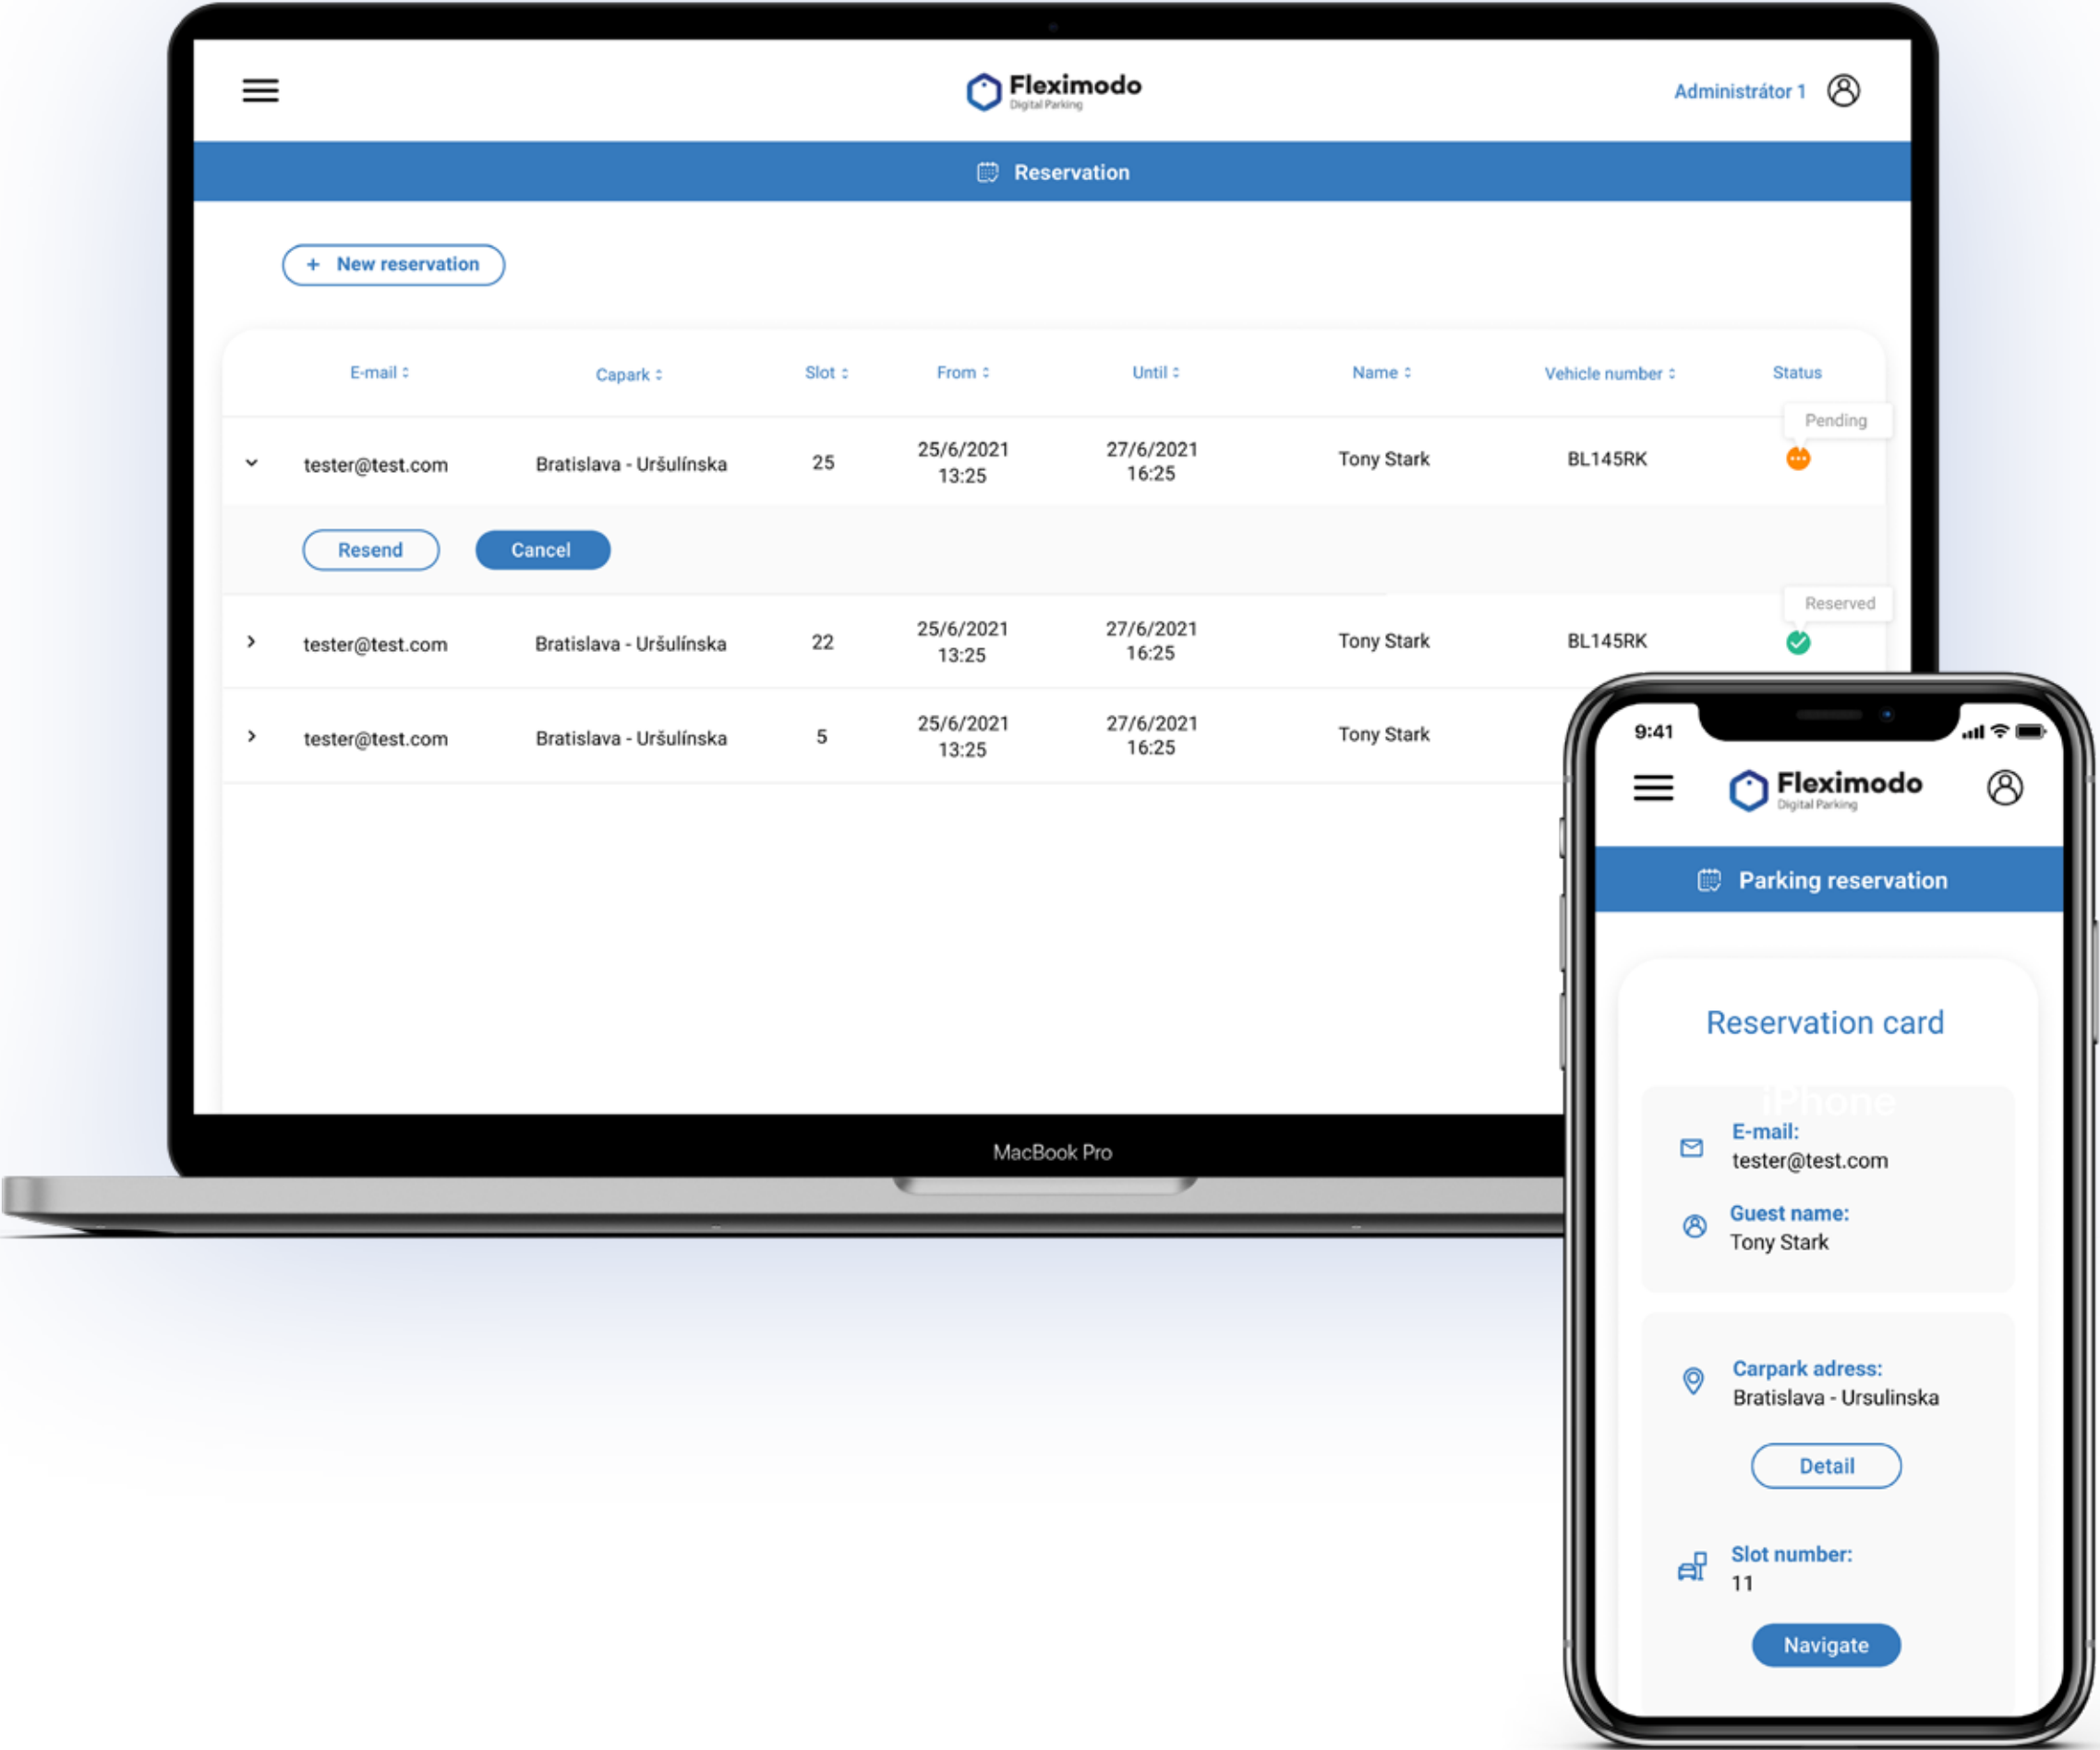 Fleximodo
Digital Parking
Administrátor 1
Reservation
+ New reservation
E-mail Capark Slot From Until Name Vehicle number Status
Pending
tester@test.com Bratislava - Uršulínska 25 25/6/2021 27/6/2021 Tony Stark BL145RK
13:25 16:25
Resend Cancel
Reserved
tester@test.com Bratislava - Uršulínska 22 25/6/2021 27/6/2021 Tony Stark BL145RK
13:25 16:25
tester@test.com Bratislava - Uršulínska 5 25/6/2021 27/6/2021 Tony Stark
13:25 16:25
MacBook Pro
9:41
Fleximodo
Digital Parking
Parking reservation
Reservation card
iPhone
E-mail:
tester@test.com
Guest name:
Tony Stark
Carpark adress:
Bratislava - Ursulinska
Detail
Slot number:
11
Navigate